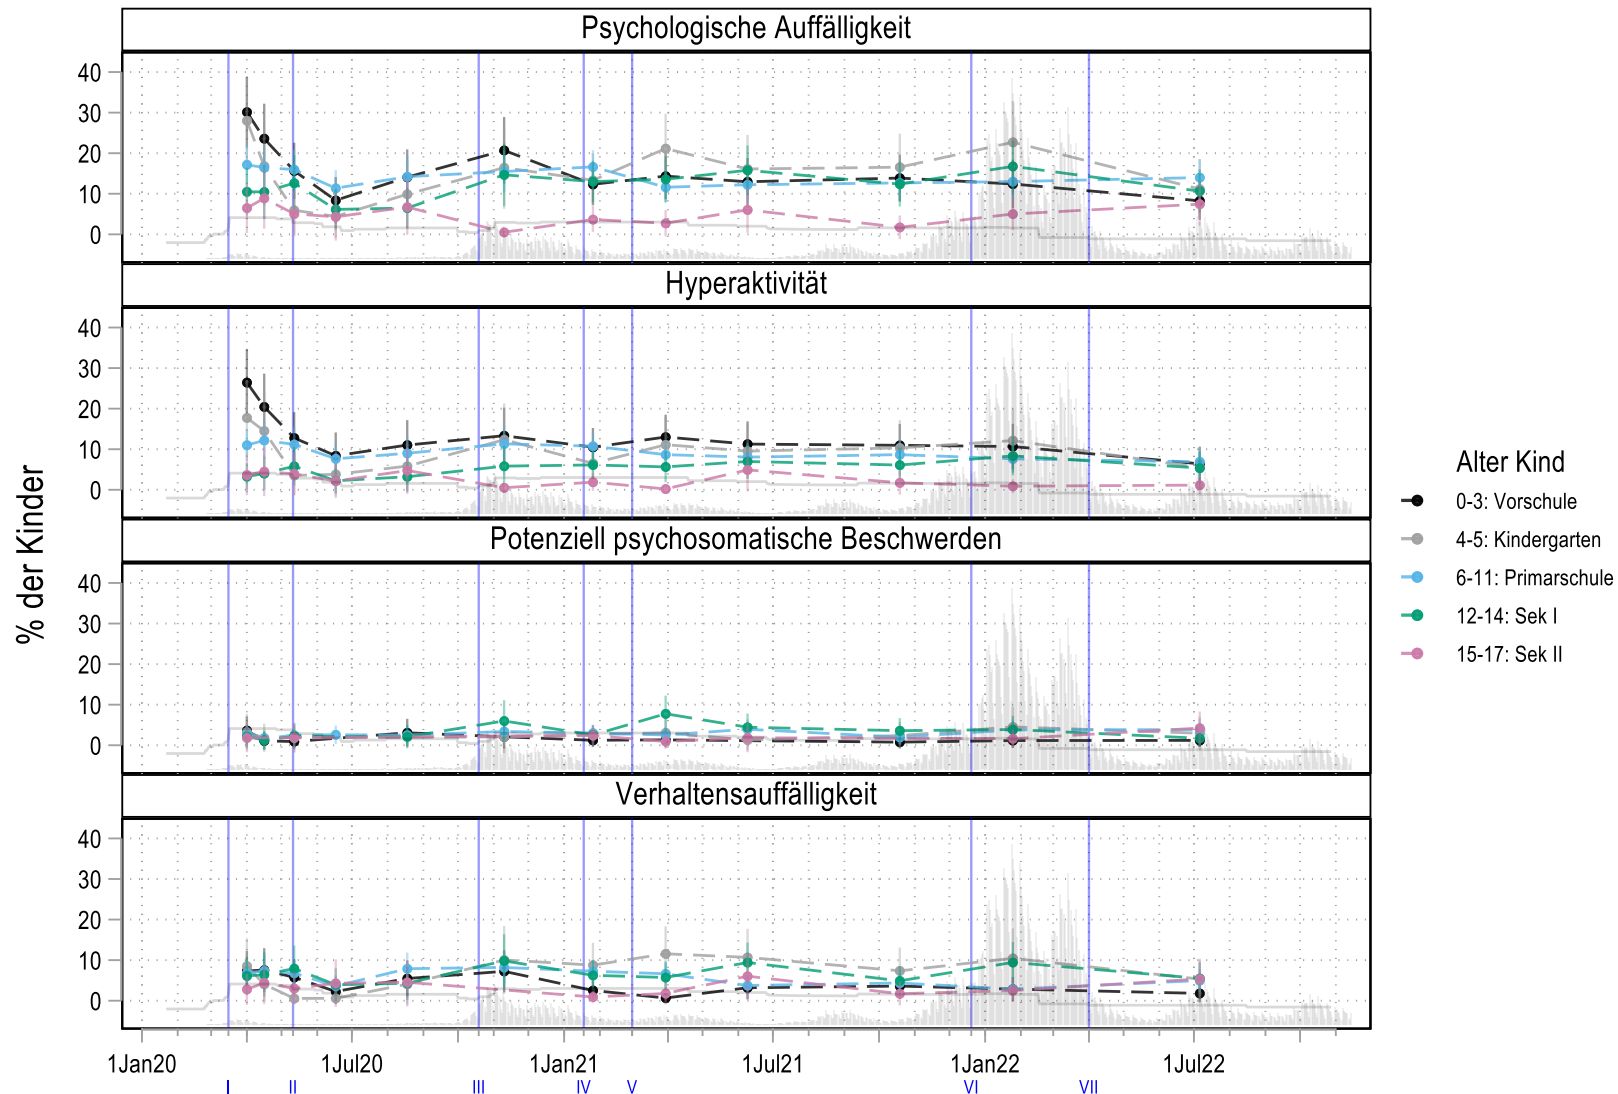 Psychologische Auffälligkeit
40
30
20
10
0
Hyperaktivität
40
30
20
10
0
Potenziell psychosomatische Beschwerden
40
30
20
10
0
Verhaltensauffälligkeit
40
30
20
10
0
% der Kinder
1Jan20 1Jul20 1Jan21 1Jul21 1Jan22 1Jul22
I II III IV V VI VII
Alter Kind
0-3: Vorschule
4-5: Kindergarten
6-11: Primarschule
12-14: Sek I
15-17: Sek II